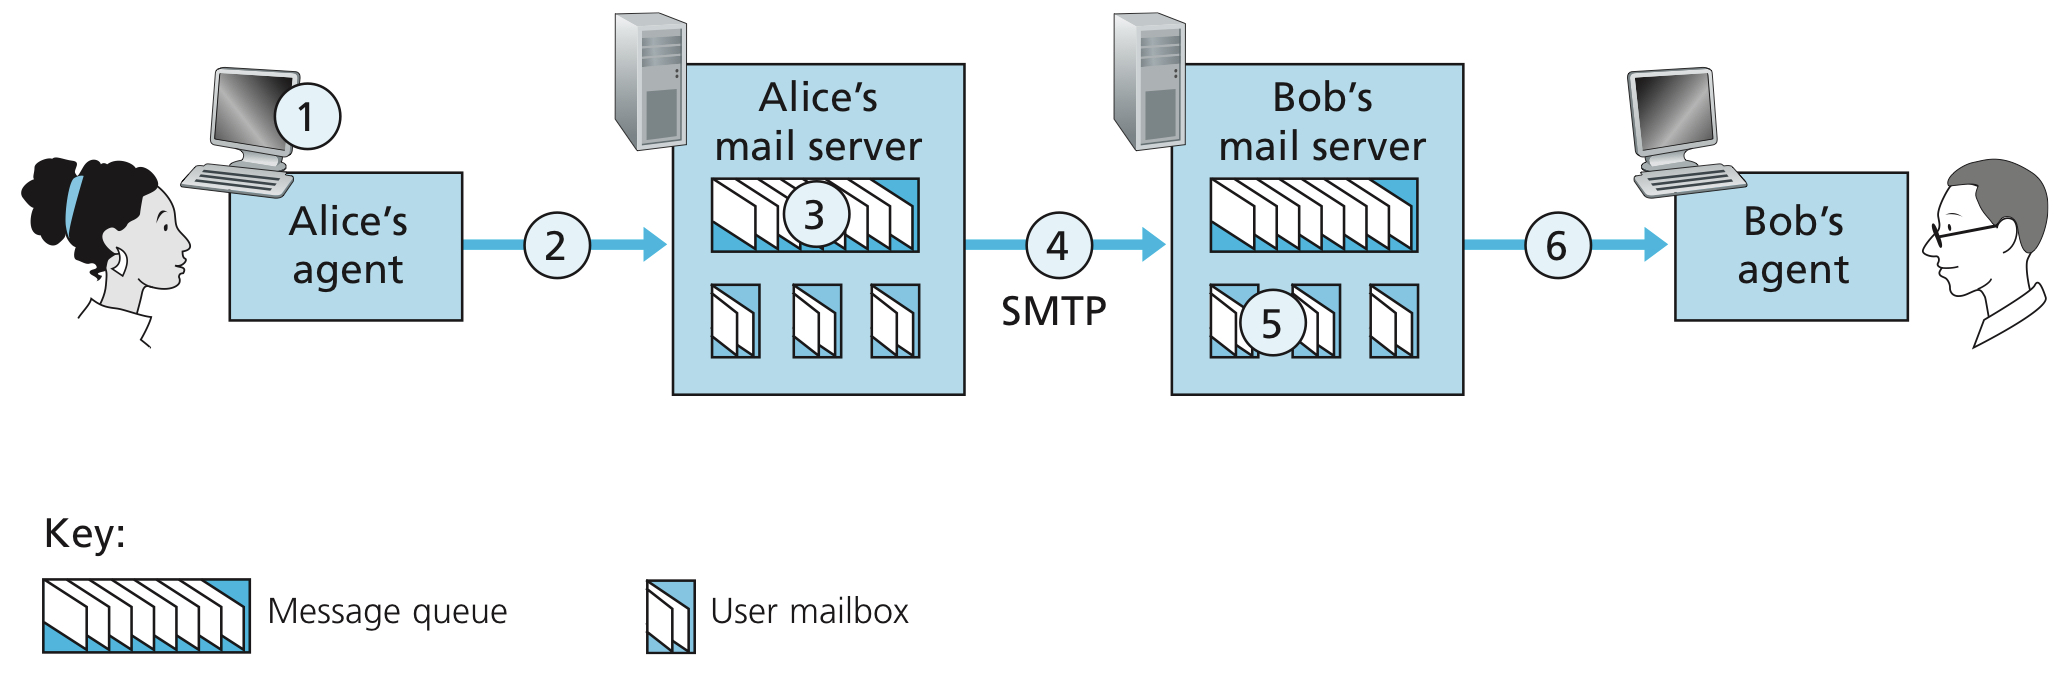 1
Alice’s
agent
2
Alice’s
mail server
3
4
SMTP
Bob’s
mail server
5
6
Bob’s
agent
Key:
Message queue
User mailbox